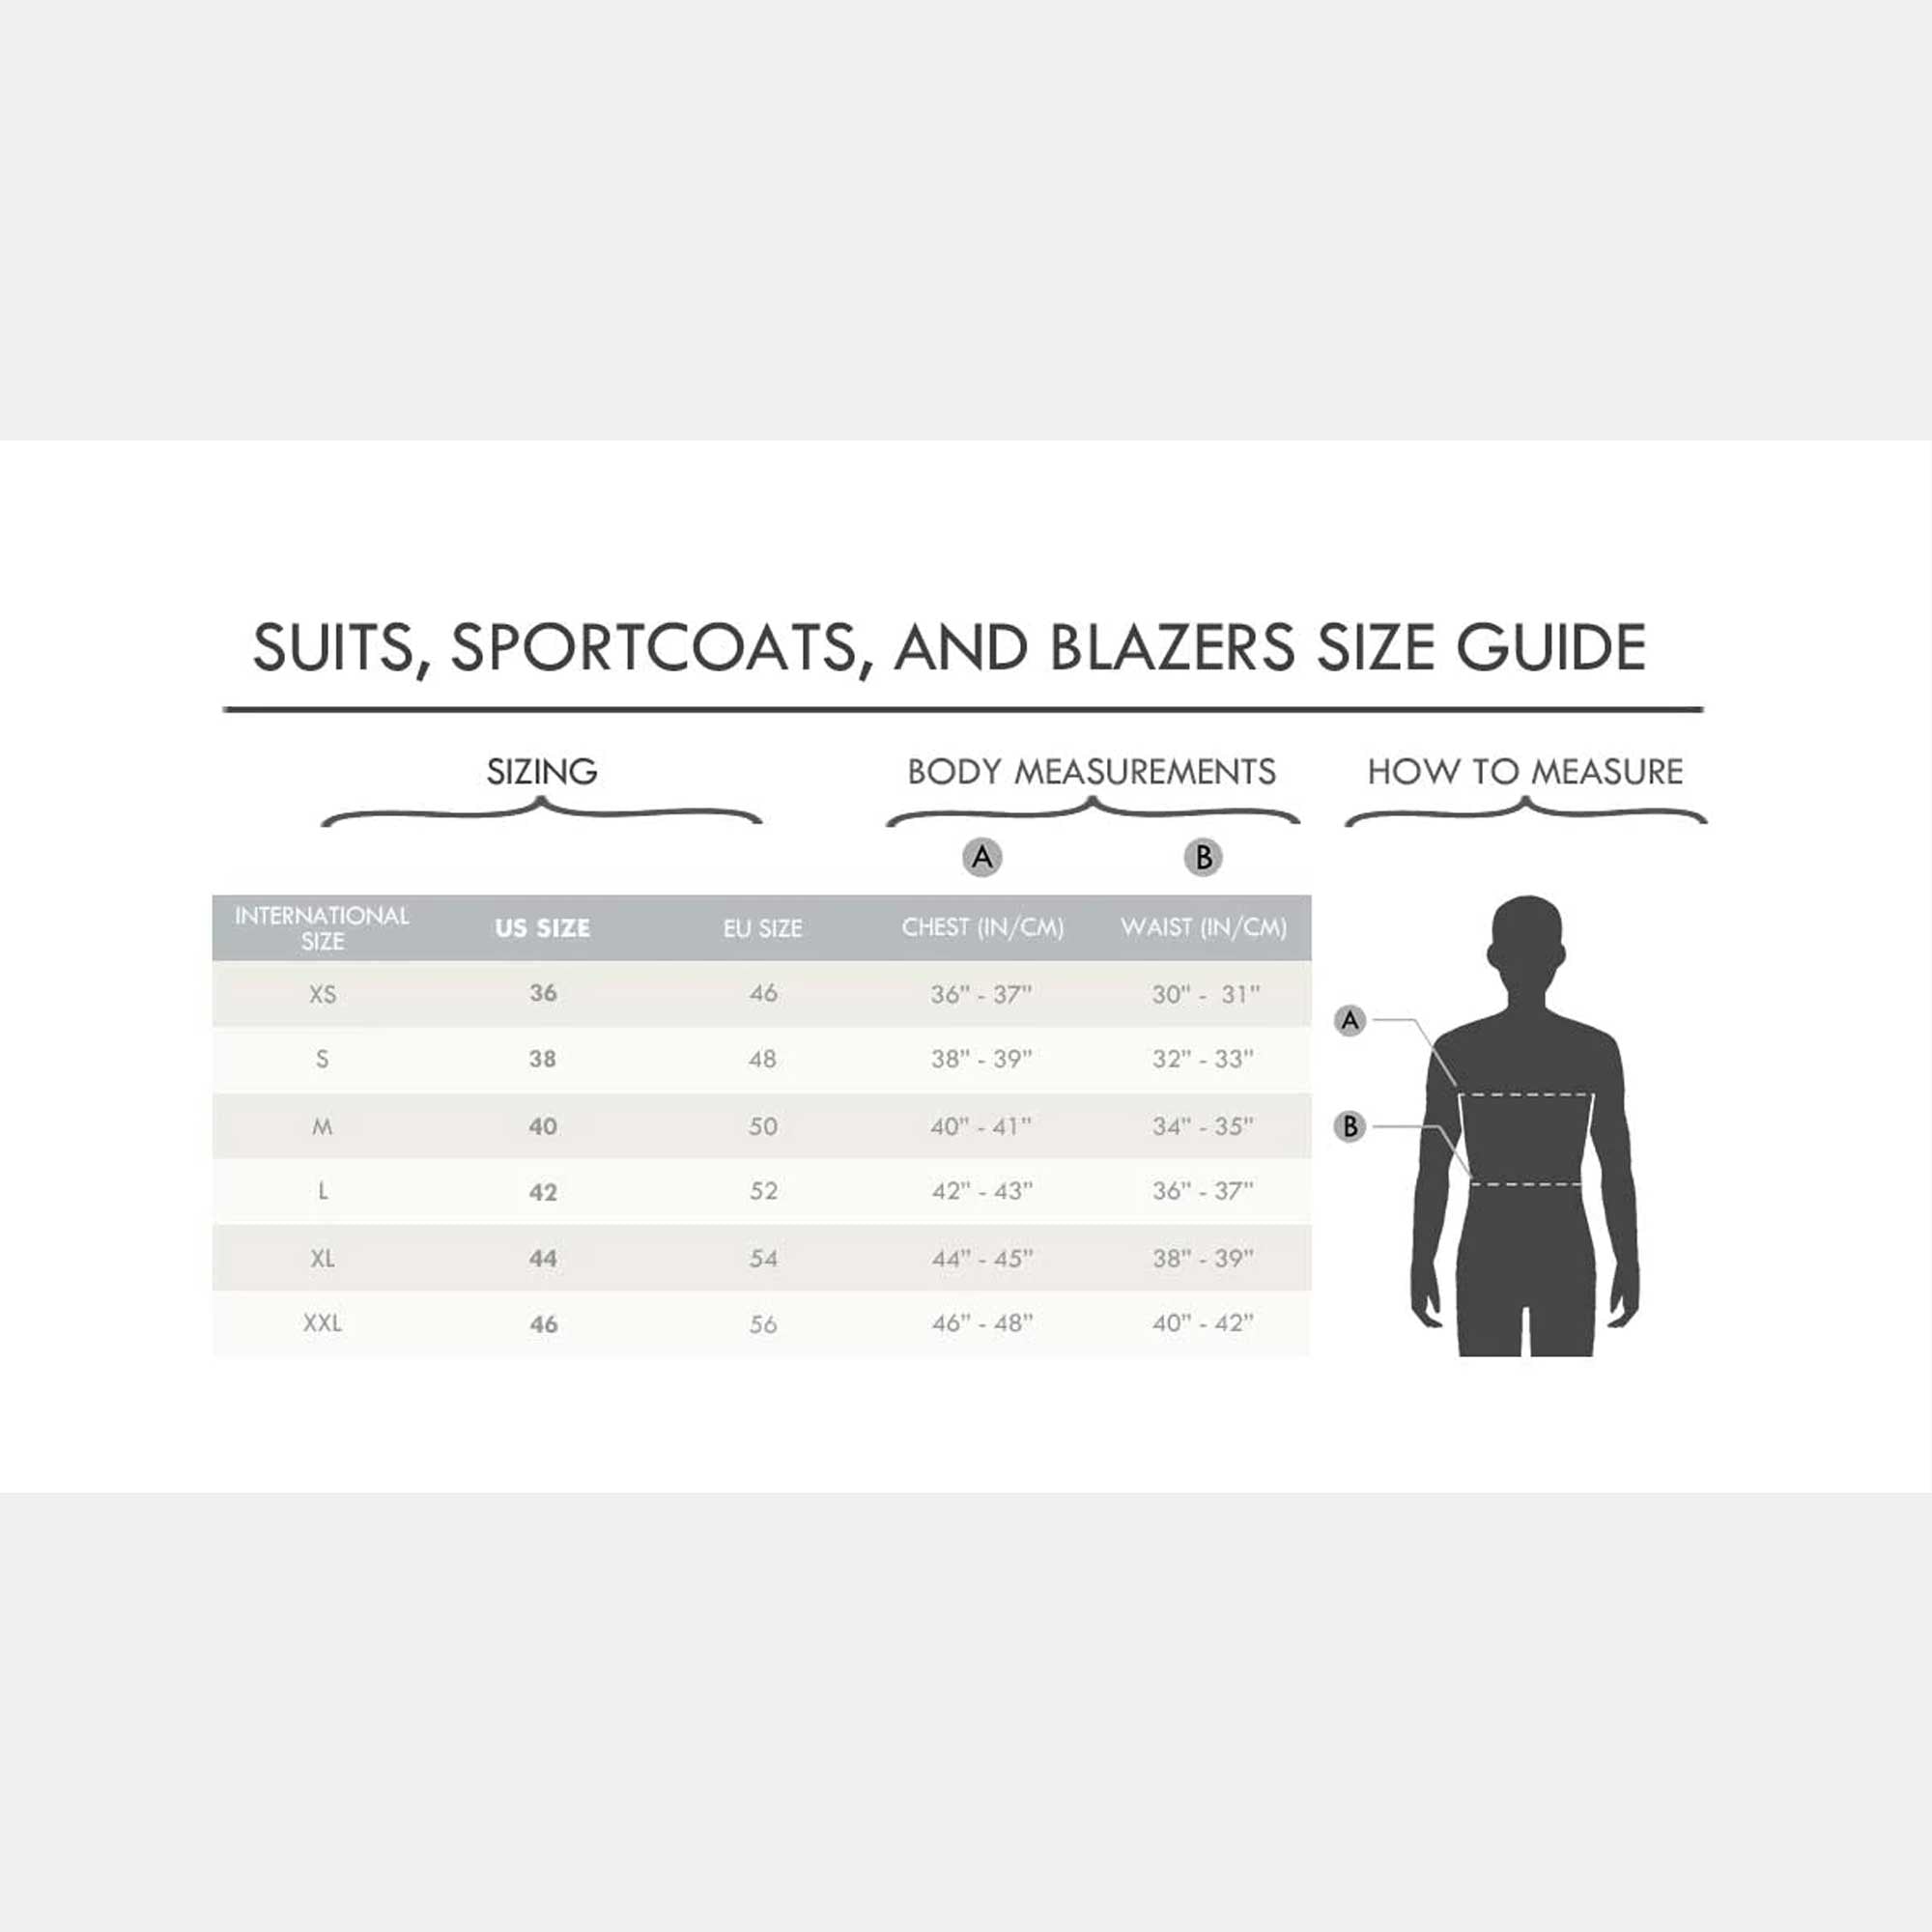 SUITS, SPORTCOATS, AND BLAZERS SIZE GUIDE
SIZING BODY MEASUREMENTS HOW TO MEASURE
A B
INTERNATIONAL SIZE US SIZE EU SIZE CHEST (IN/CM) WAIST (IN/CM)
XS 36 46 36" - 37" 30" - 31"
S 38 48 38" - 39" 32" - 33"
M 40 50 40" - 41" 34" - 35"
L 42 52 42" - 43" 36" - 37"
XL 44 54 44" - 45" 38" - 39"
XXL 46 56 46" - 48" 40" - 42"
A
B